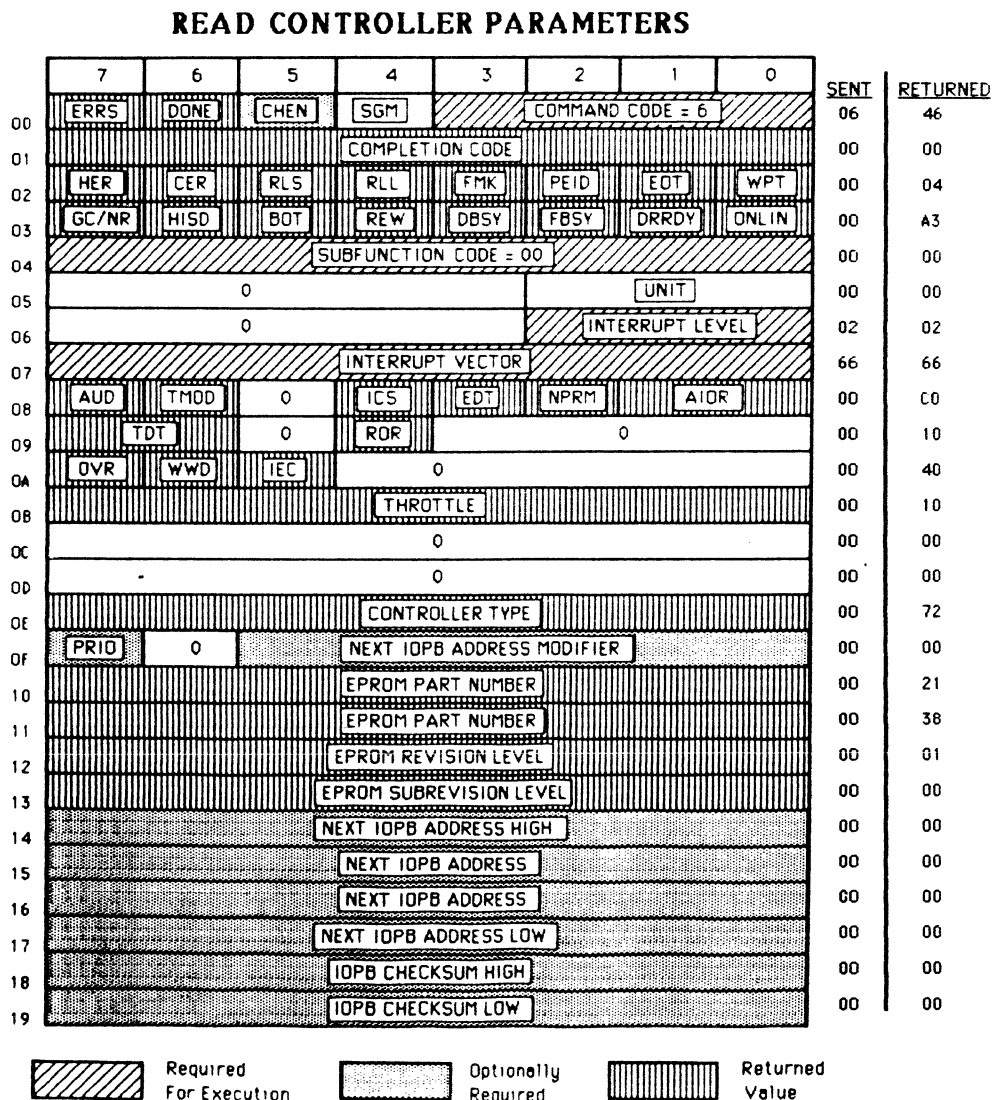 READ CONTROLLER PARAMETERS
7 6 5 4 3 2 1 0 SENT RETURNED
00 ERRS DONE CHEN SGM COMMAND CODE = 6 06 46
01 COMPLETION CODE 00 00
02 HER CER RLS RLL FMK PEID EOT WPT 00 04
03 GC/NR HISD BOT REW DBSY FBSY DRRDY ONLIN 00 A3
04 SUBFUNCTION CODE = 00 00 00
05 0 UNIT 00 00
06 0 INTERRUPT LEVEL 02 02
07 INTERRUPT VECTOR 66 66
08 AUD TMOD 0 ICS EDT NPRM AIOR 00 C0
09 TDT 0 ROR 0 00 10
0A OVR WWD IEC 0 00 40
0B THROTTLE 00 10
0C 0 00 00
0D 0 00 00
0E CONTROLLER TYPE 00 72
0F PRIO 0 NEXT IOPB ADDRESS MODIFIER 00 00
10 EPROM PART NUMBER 00 21
11 EPROM PART NUMBER 00 38
12 EPROM REVISION LEVEL 00 01
13 EPROM SUBREVISION LEVEL 00 00
14 NEXT IOPB ADDRESS HIGH 00 00
15 NEXT IOPB ADDRESS 00 00
16 NEXT IOPB ADDRESS 00 00
17 NEXT IOPB ADDRESS LOW 00 00
18 IOPB CHECKSUM HIGH 00 00
19 IOPB CHECKSUM LOW 00 00
Required For Execution
Optionally Required
Returned Value